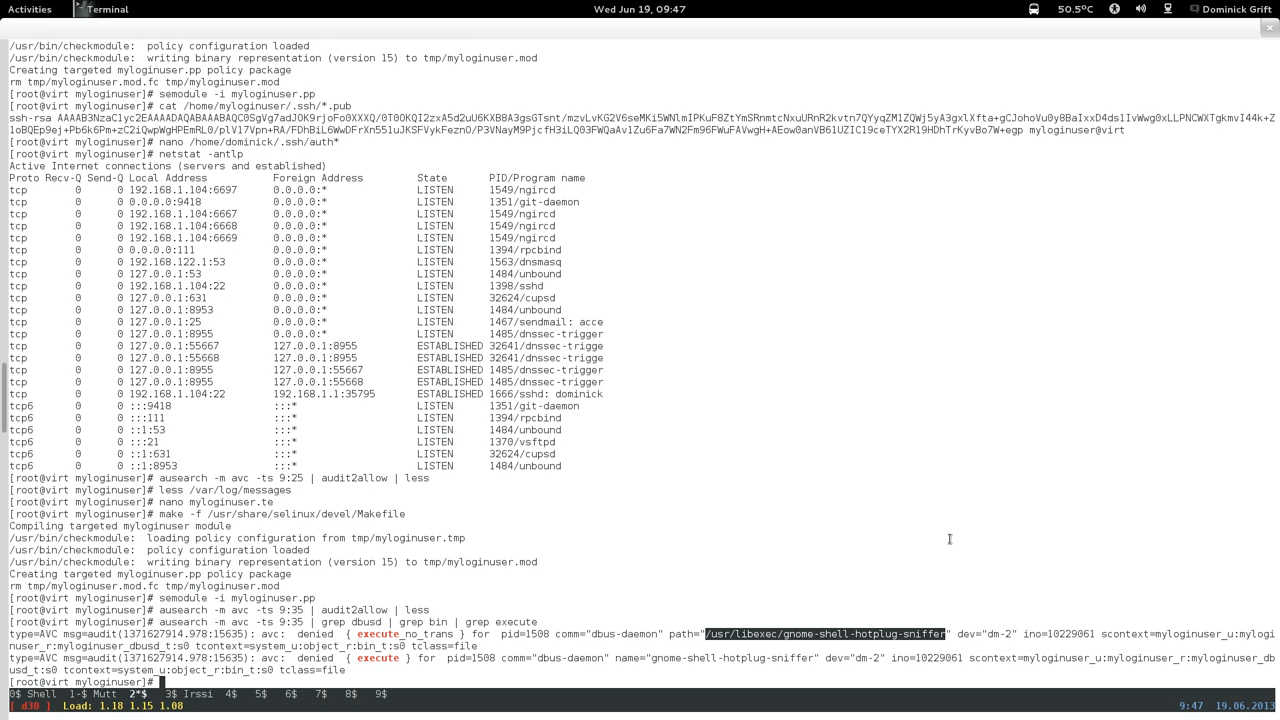 Activities Terminal Wed Jun 19, 09:47 50.5°C Dominick Grift
/usr/bin/checkmodule:  policy configuration loaded
/usr/bin/checkmodule:  writing binary representation (version 15) to tmp/myloginuser.mod
Creating targeted myloginuser.pp policy package
rm tmp/myloginuser.mod.fc tmp/myloginuser.mod
[root@virt myloginuser]# semodule -i myloginuser.pp
[root@virt myloginuser]# cat /home/myloginuser/.ssh/*.pub
ssh-rsa
myloginuser@virt
[root@virt myloginuser]# nano /home/dominick/.ssh/auth*
[root@virt myloginuser]# netstat -antlp
Active Internet connections (servers and established)
Proto Recv-Q Send-Q Local Address           Foreign Address         State       PID/Program name
tcp        0      0 192.168.1.104:6697      0.0.0.0:*               LISTEN      1549/ngircd
tcp        0      0 0.0.0.0:9418            0.0.0.0:*               LISTEN      1351/git-daemon
tcp        0      0 192.168.1.104:6667      0.0.0.0:*               LISTEN      1549/ngircd
tcp        0      0 192.168.1.104:6668      0.0.0.0:*               LISTEN      1549/ngircd
tcp        0      0 192.168.1.104:6669      0.0.0.0:*               LISTEN      1549/ngircd
tcp        0      0 0.0.0.0:111             0.0.0.0:*               LISTEN      1394/rpcbind
tcp        0      0 192.168.122.1:53        0.0.0.0:*               LISTEN      1563/dnsmasq
tcp        0      0 127.0.0.1:53            0.0.0.0:*               LISTEN      1484/unbound
tcp        0      0 192.168.1.104:22        0.0.0.0:*               LISTEN      1398/sshd
tcp        0      0 127.0.0.1:631           0.0.0.0:*               LISTEN      32624/cupsd
tcp        0      0 127.0.0.1:8953          0.0.0.0:*               LISTEN      1484/unbound
tcp        0      0 127.0.0.1:25            0.0.0.0:*               LISTEN      1467/sendmail: acce
tcp        0      0 127.0.0.1:8955          0.0.0.0:*               LISTEN      1485/dnssec-trigger
tcp        0      0 127.0.0.1:55667         127.0.0.1:8955          ESTABLISHED 32641/dnssec-trigge
tcp        0      0 127.0.0.1:55668         127.0.0.1:8955          ESTABLISHED 32641/dnssec-trigge
tcp        0      0 127.0.0.1:8955          127.0.0.1:55667         ESTABLISHED 1485/dnssec-trigger
tcp        0      0 127.0.0.1:8955          127.0.0.1:55668         ESTABLISHED 1485/dnssec-trigger
tcp        0      0 192.168.1.104:22        192.168.1.1:35795       ESTABLISHED 1666/sshd: dominick
tcp6       0      0 :::9418                 :::*                    LISTEN      1351/git-daemon
tcp6       0      0 :::111                  :::*                    LISTEN      1394/rpcbind
tcp6       0      0 ::1:53                  :::*                    LISTEN      1484/unbound
tcp6       0      0 :::21                   :::*                    LISTEN      1370/vsftpd
tcp6       0      0 ::1:631                 :::*                    LISTEN      32624/cupsd
tcp6       0      0 ::1:8953                :::*                    LISTEN      1484/unbound
[root@virt myloginuser]# ausearch -m avc -ts 9:25 | audit2allow | less
[root@virt myloginuser]# less /var/log/messages
[root@virt myloginuser]# nano myloginuser.te
[root@virt myloginuser]# make -f /usr/share/selinux/devel/Makefile
Compiling targeted myloginuser module
/usr/bin/checkmodule:  loading policy configuration from tmp/myloginuser.tmp
/usr/bin/checkmodule:  policy configuration loaded
/usr/bin/checkmodule:  writing binary representation (version 15) to tmp/myloginuser.mod
Creating targeted myloginuser.pp policy package
rm tmp/myloginuser.mod.fc tmp/myloginuser.mod
[root@virt myloginuser]# semodule -i myloginuser.pp
[root@virt myloginuser]# ausearch -m avc -ts 9:35 | audit2allow | less
[root@virt myloginuser]# ausearch -m avc -ts 9:35 | grep dbusd | grep bin | grep execute
type=AVC msg=audit(1371627914.978:15635): avc:  denied  { execute_no_trans } for  pid=1508 comm="dbus-daemon" path="/usr/libexec/gnome-shell-hotplug-sniffer" dev="dm-2" ino=10229061 scontext=myloginuser_u:mylogi
nuser_r:myloginuser_dbusd_t:s0 tcontext=system_u:object_r:bin_t:s0 tclass=file
type=AVC msg=audit(1371627914.978:15635): avc:  denied  { execute } for  pid=1508 comm="dbus-daemon" name="gnome-shell-hotplug-sniffer" dev="dm-2" ino=10229061 scontext=myloginuser_u:myloginuser_r:myloginuser_db
usd_t:s0 tcontext=system_u:object_r:bin_t:s0 tclass=file
[root@virt myloginuser]#
0$ Shell  1-$ Mutt  2*$   3$ Irssi  4$   5$   6$   7$   8$   9$
[ d30 ]  Load: 1.18 1.15 1.08 9:47  19.06.2013